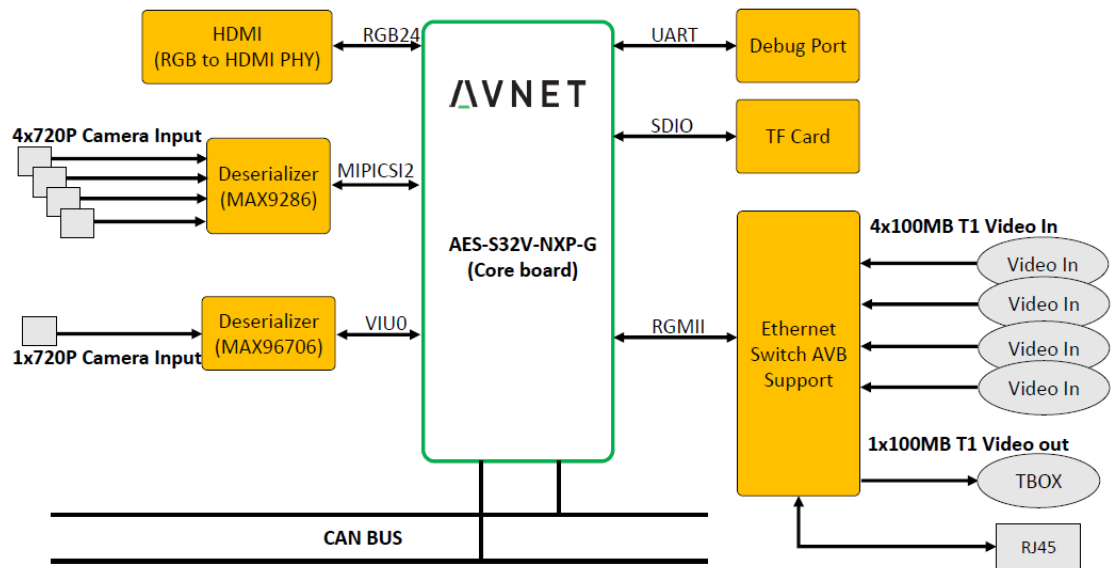 HDMI
(RGB to HDMI PHY)
RGB24
UART
Debug Port
AVNET
SDIO
TF Card
4x720P Camera Input
Deserializer
(MAX9286)
MIPICSI2
AES-S32V-NXP-G
(Core board)
4x100MB T1 Video In
Video In
Video In
Video In
Video In
Deserializer
(MAX96706)
VIU0
1x720P Camera Input
RGMII
Ethernet
Switch AVB
Support
1x100MB T1 Video out
TBOX
CAN BUS
RJ45